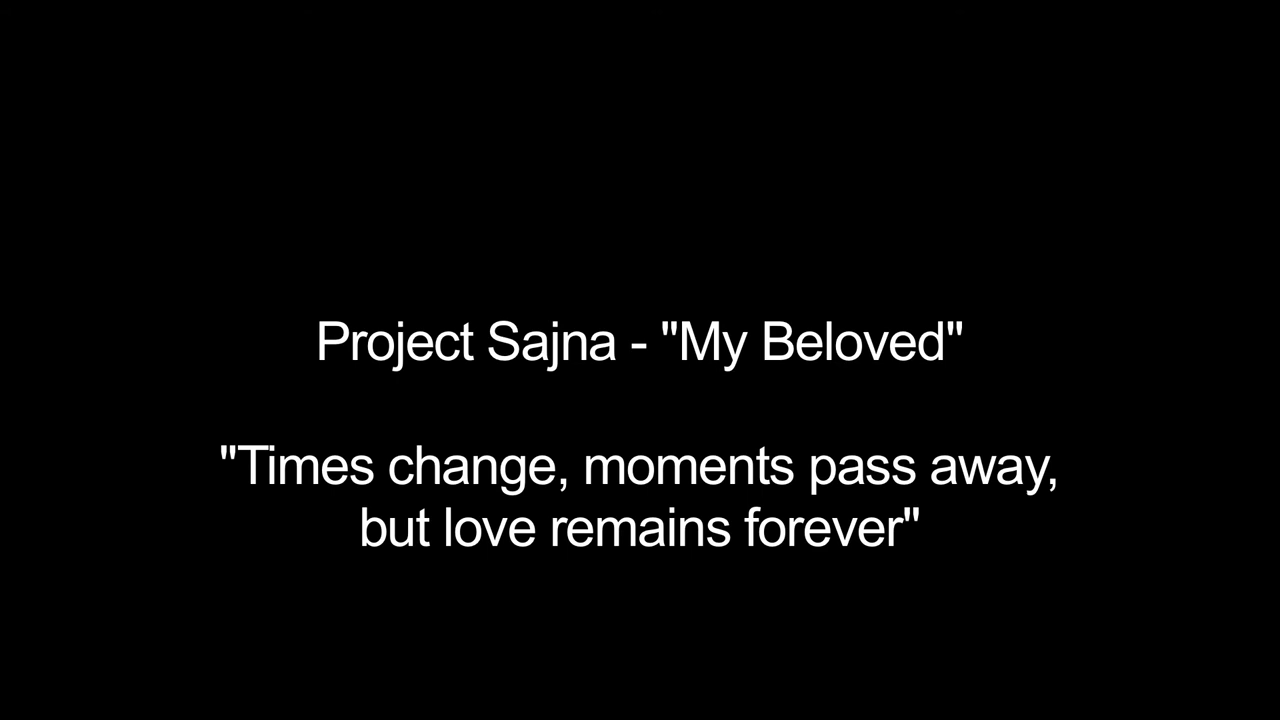 Project Sajna - "My Beloved"
"Times change, moments pass away,
but love remains forever"